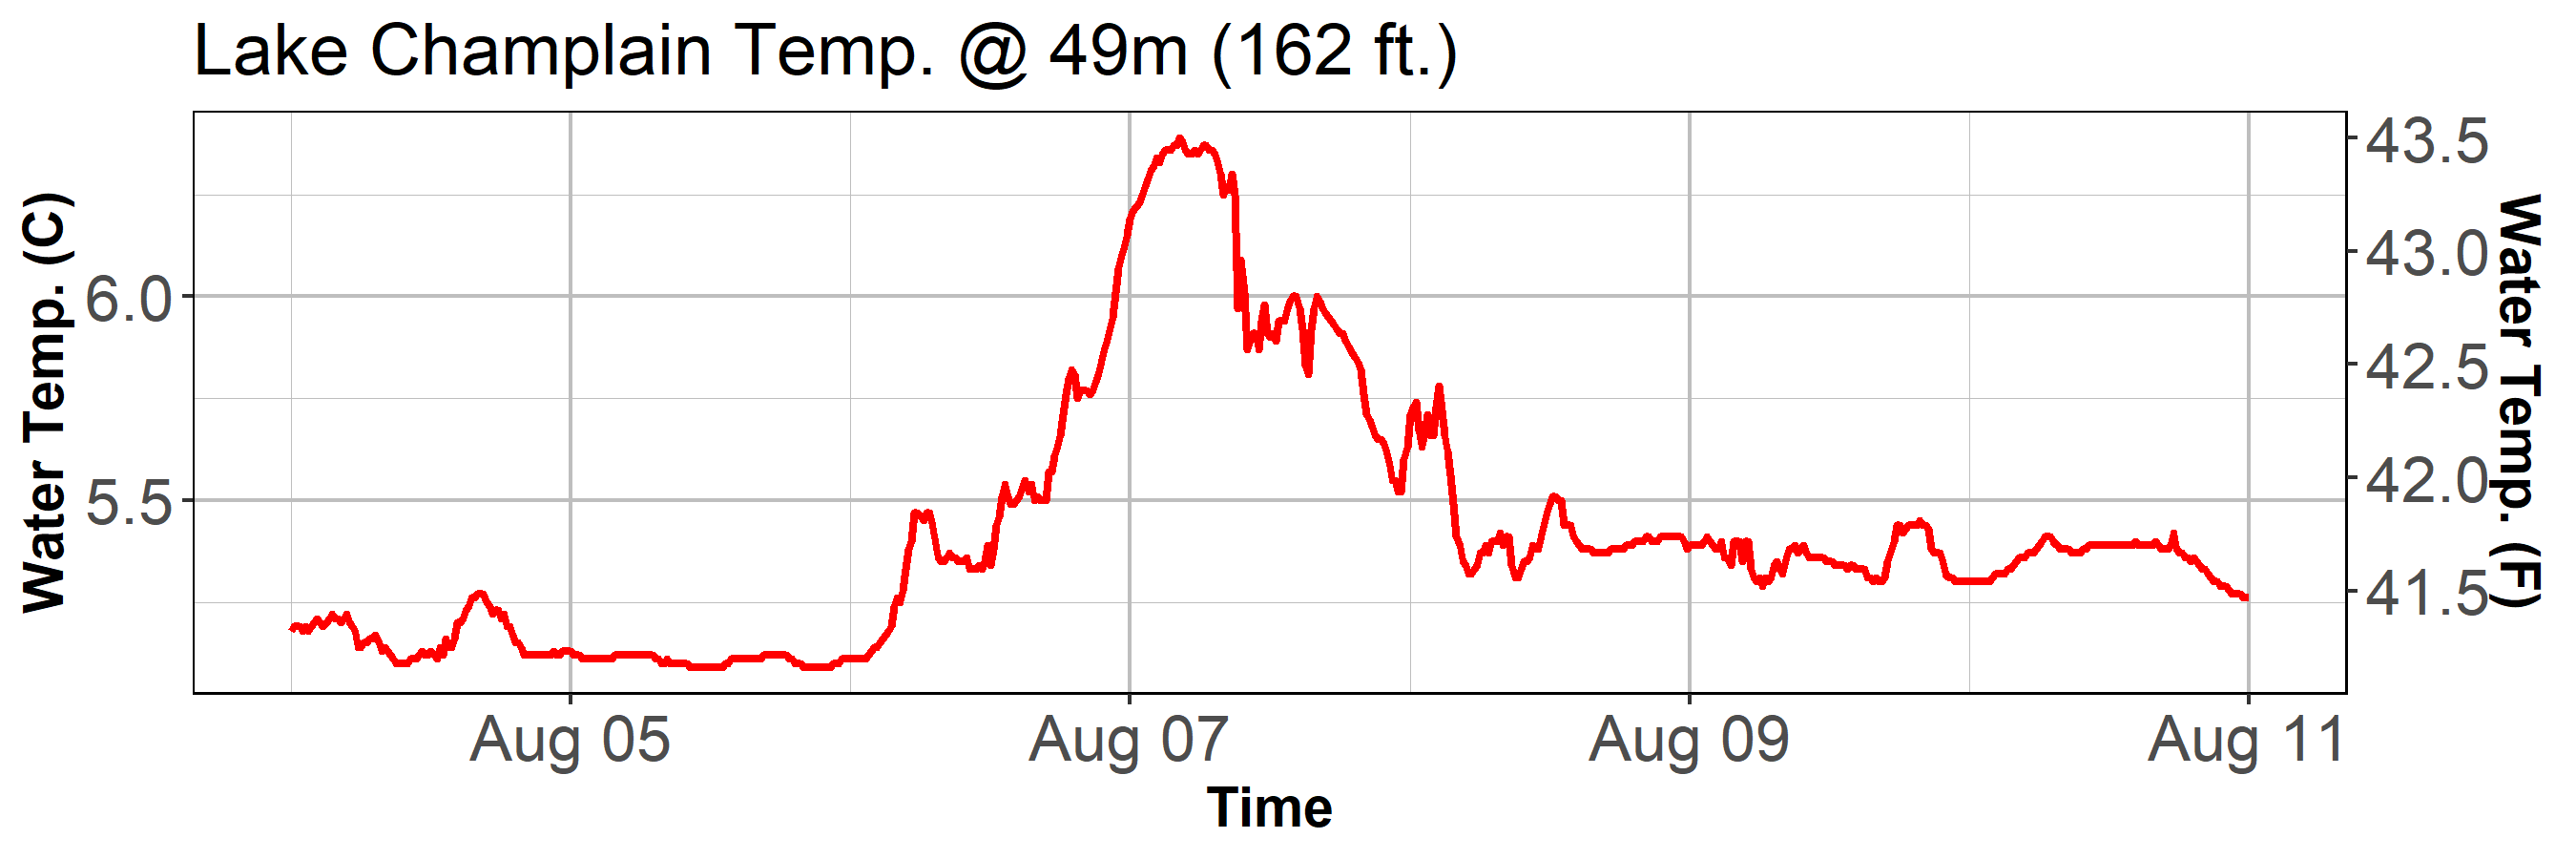 Lake Champlain Temp. @ 49m (162 ft.)
Water Temp. (C)
6.0
5.5
43.5
43.0
42.5
42.0
41.5
Water Temp. (F)
Aug 05
Aug 07
Aug 09
Aug 11
Time